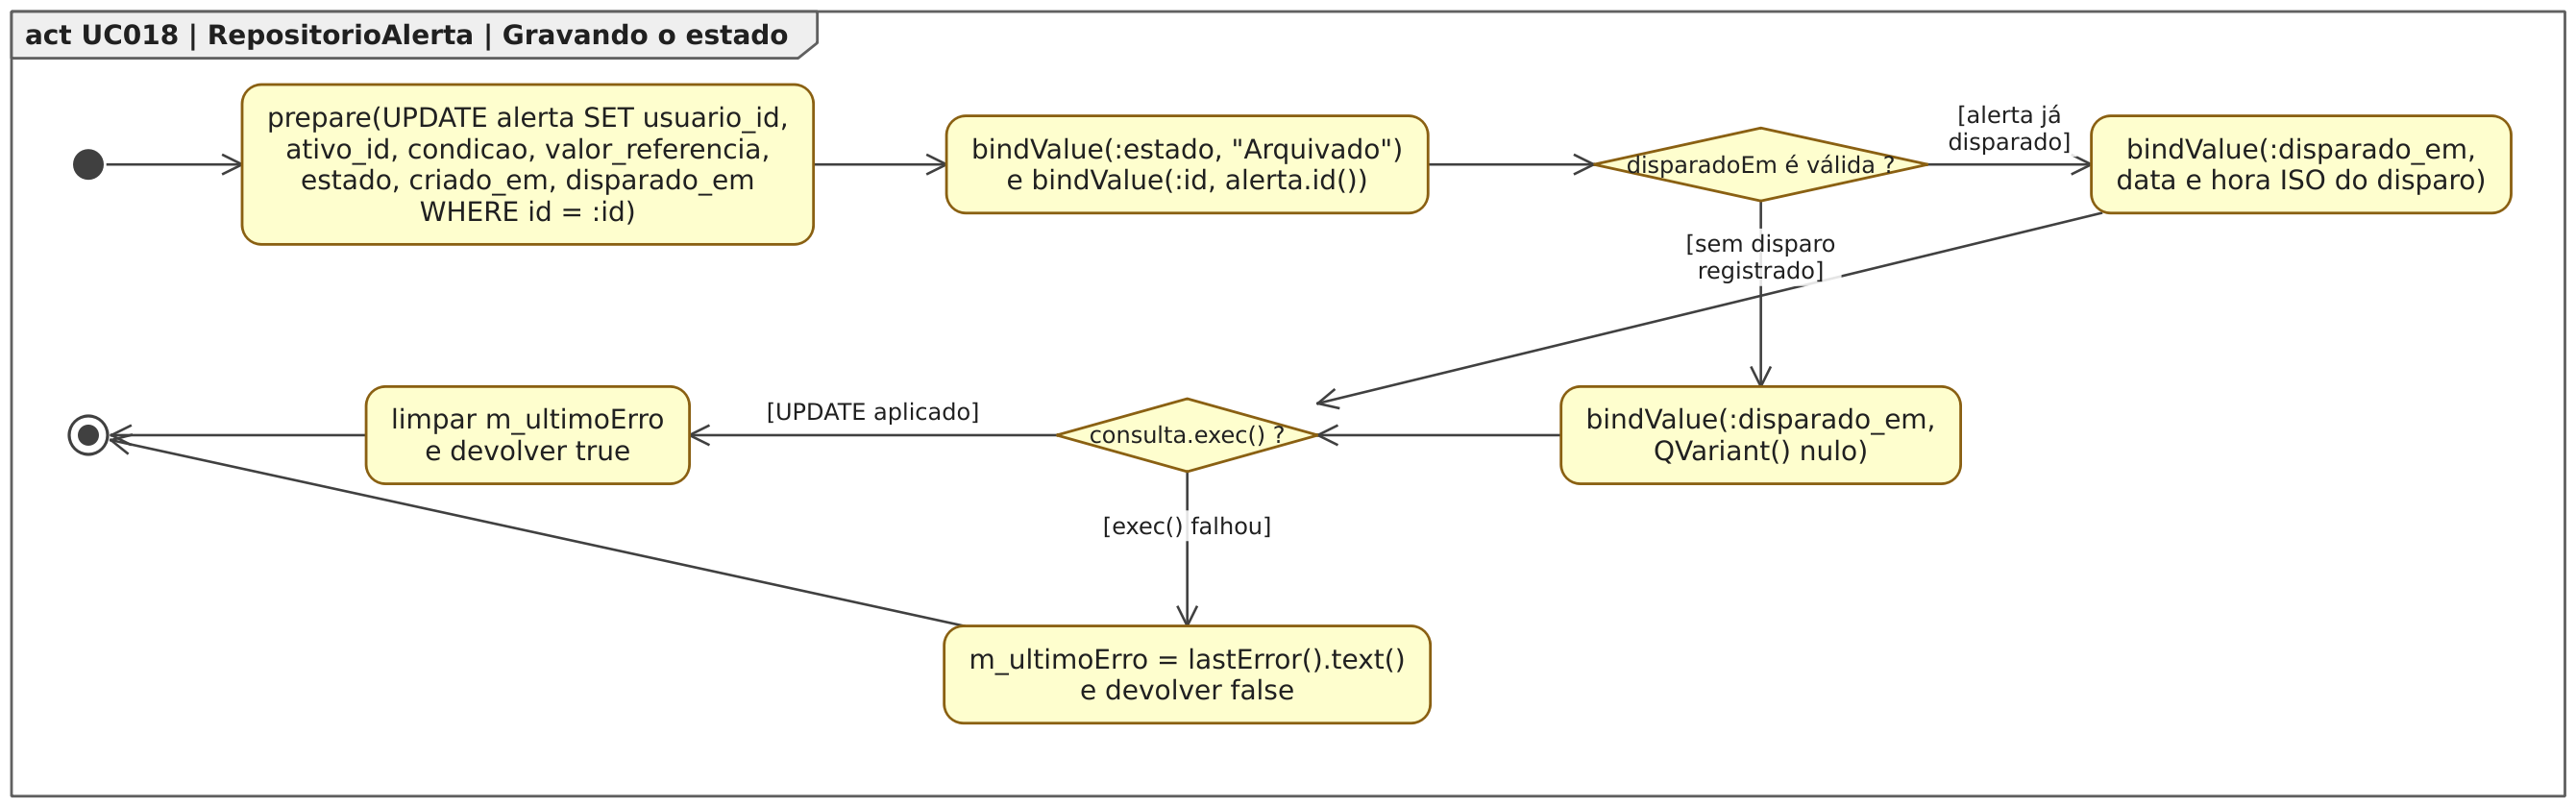 act UC018 | RepositorioAlerta | Gravando o estado
prepare(UPDATE alerta SET usuario_id,
ativo_id, condicao, valor_referencia,
estado, criado_em, disparado_em
WHERE id = :id)
bindValue(:estado, "Arquivado")
e bindValue(:id, alerta.id())
disparadoEm é válida ?
[alerta já
disparado]
bindValue(:disparado_em,
data e hora ISO do disparo)
[sem disparo
registrado]
limpar m_ultimoErro
e devolver true
[UPDATE aplicado]
consulta.exec() ?
bindValue(:disparado_em,
QVariant() nulo)
[exec() falhou]
m_ultimoErro = lastError().text()
e devolver false